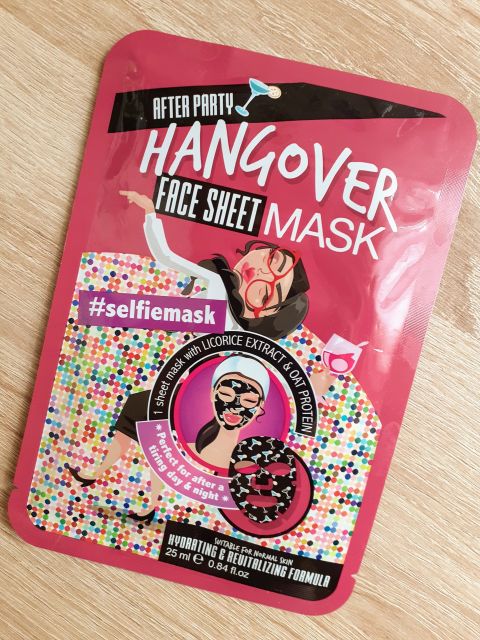 AFTER PARTY
HANGOVER
FACE SHEET MASK
#selfiemask
1 sheet mask with LICORICE EXTRACT & OAT PROTEIN
* Perfect for after a
tiring day & night *
SUITABLE FOR NORMAL SKIN
HYDRATING & REVITALIZING FORMULA
25 ml ℮ 0.84 fl.oz